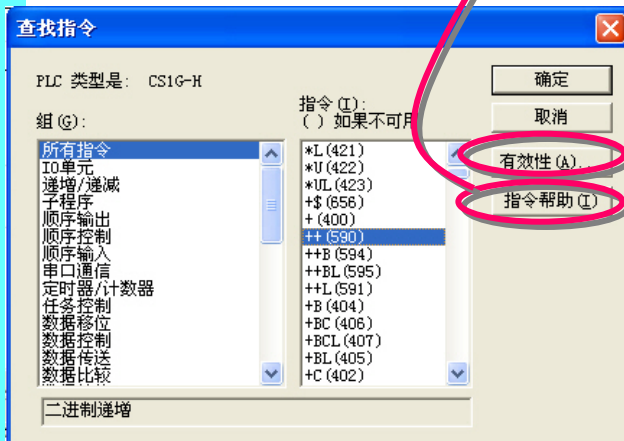 查找指令
PLC 类型是: CS1G-H
确定
指令(I):
( ) 如果不可用
取消
组(G):
有效性(A)..
指令帮助(I)
所有指令
IO单元
递增/递减
子程序
顺序输出
顺序控制
顺序输入
串口通信
定时器/计数器
任务控制
数据移位
数据控制
数据传送
数据比较
*L(421)
*U(422)
*UL(423)
+$(656)
+(400)
++(590)
++B(594)
++BL(595)
++L(591)
+B(404)
+BC(406)
+BCL(407)
+BL(405)
+C(402)
二进制递增